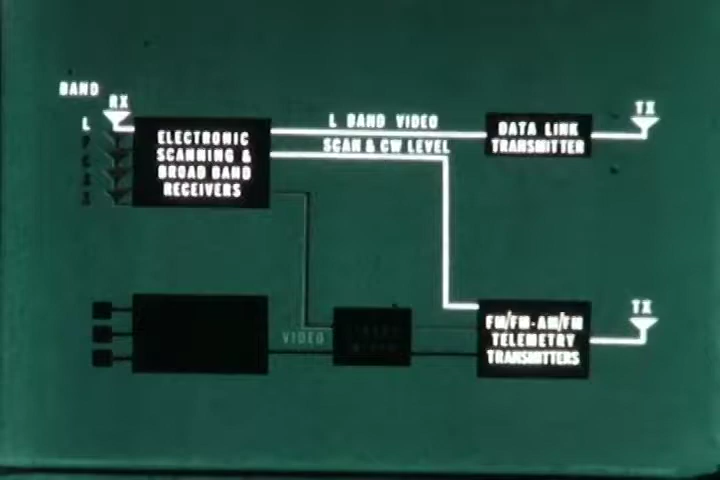 BAND
RX
L
P
C
S
X
ELECTRONIC
SCANNING &
BROAD BAND
RECEIVERS
L BAND VIDEO
SCAN & CW LEVEL
DATA LINK
TRANSMITTER
TX
VIDEO
FM/FM-AM/FM
TELEMETRY
TRANSMITTERS
TX